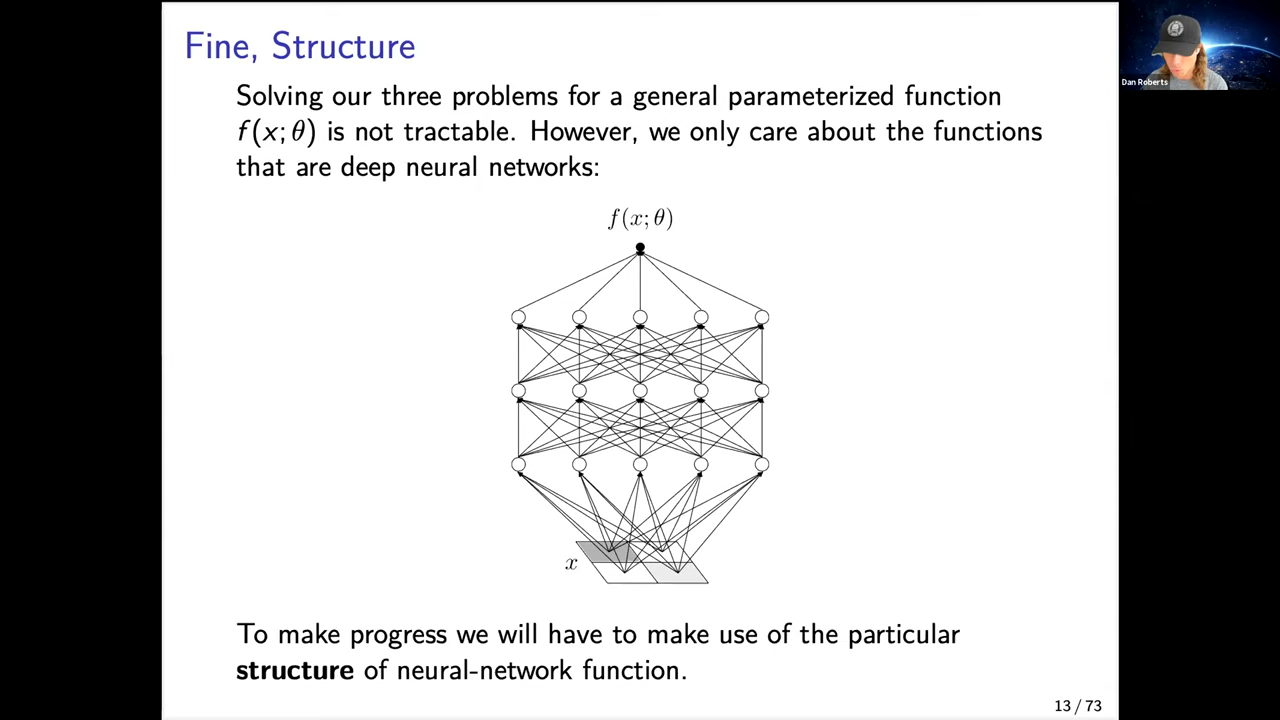 Fine, Structure
Dan Roberts
Solving our three problems for a general parameterized function
f(x; θ) is not tractable. However, we only care about the functions
that are deep neural networks:
f(x; θ)
x
To make progress we will have to make use of the particular
structure of neural-network function.
13 / 73